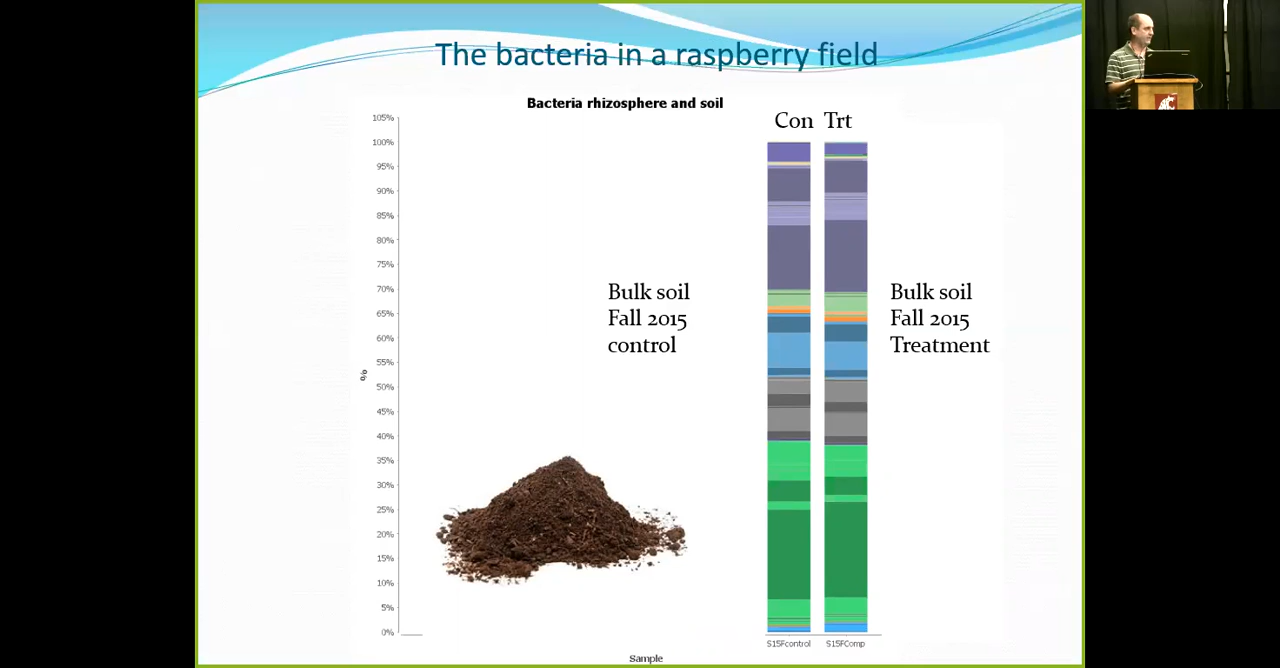 The bacteria in a raspberry field
Bacteria rhizosphere and soil
Con Trt
105%
100%
95%
90%
85%
80%
75%
70%
65%
60%
55%
50%
45%
40%
35%
30%
25%
20%
15%
10%
5%
0%
%
Bulk soil
Fall 2015
control
Bulk soil
Fall 2015
Treatment
S15Fcontrol
S15FComp
Sample